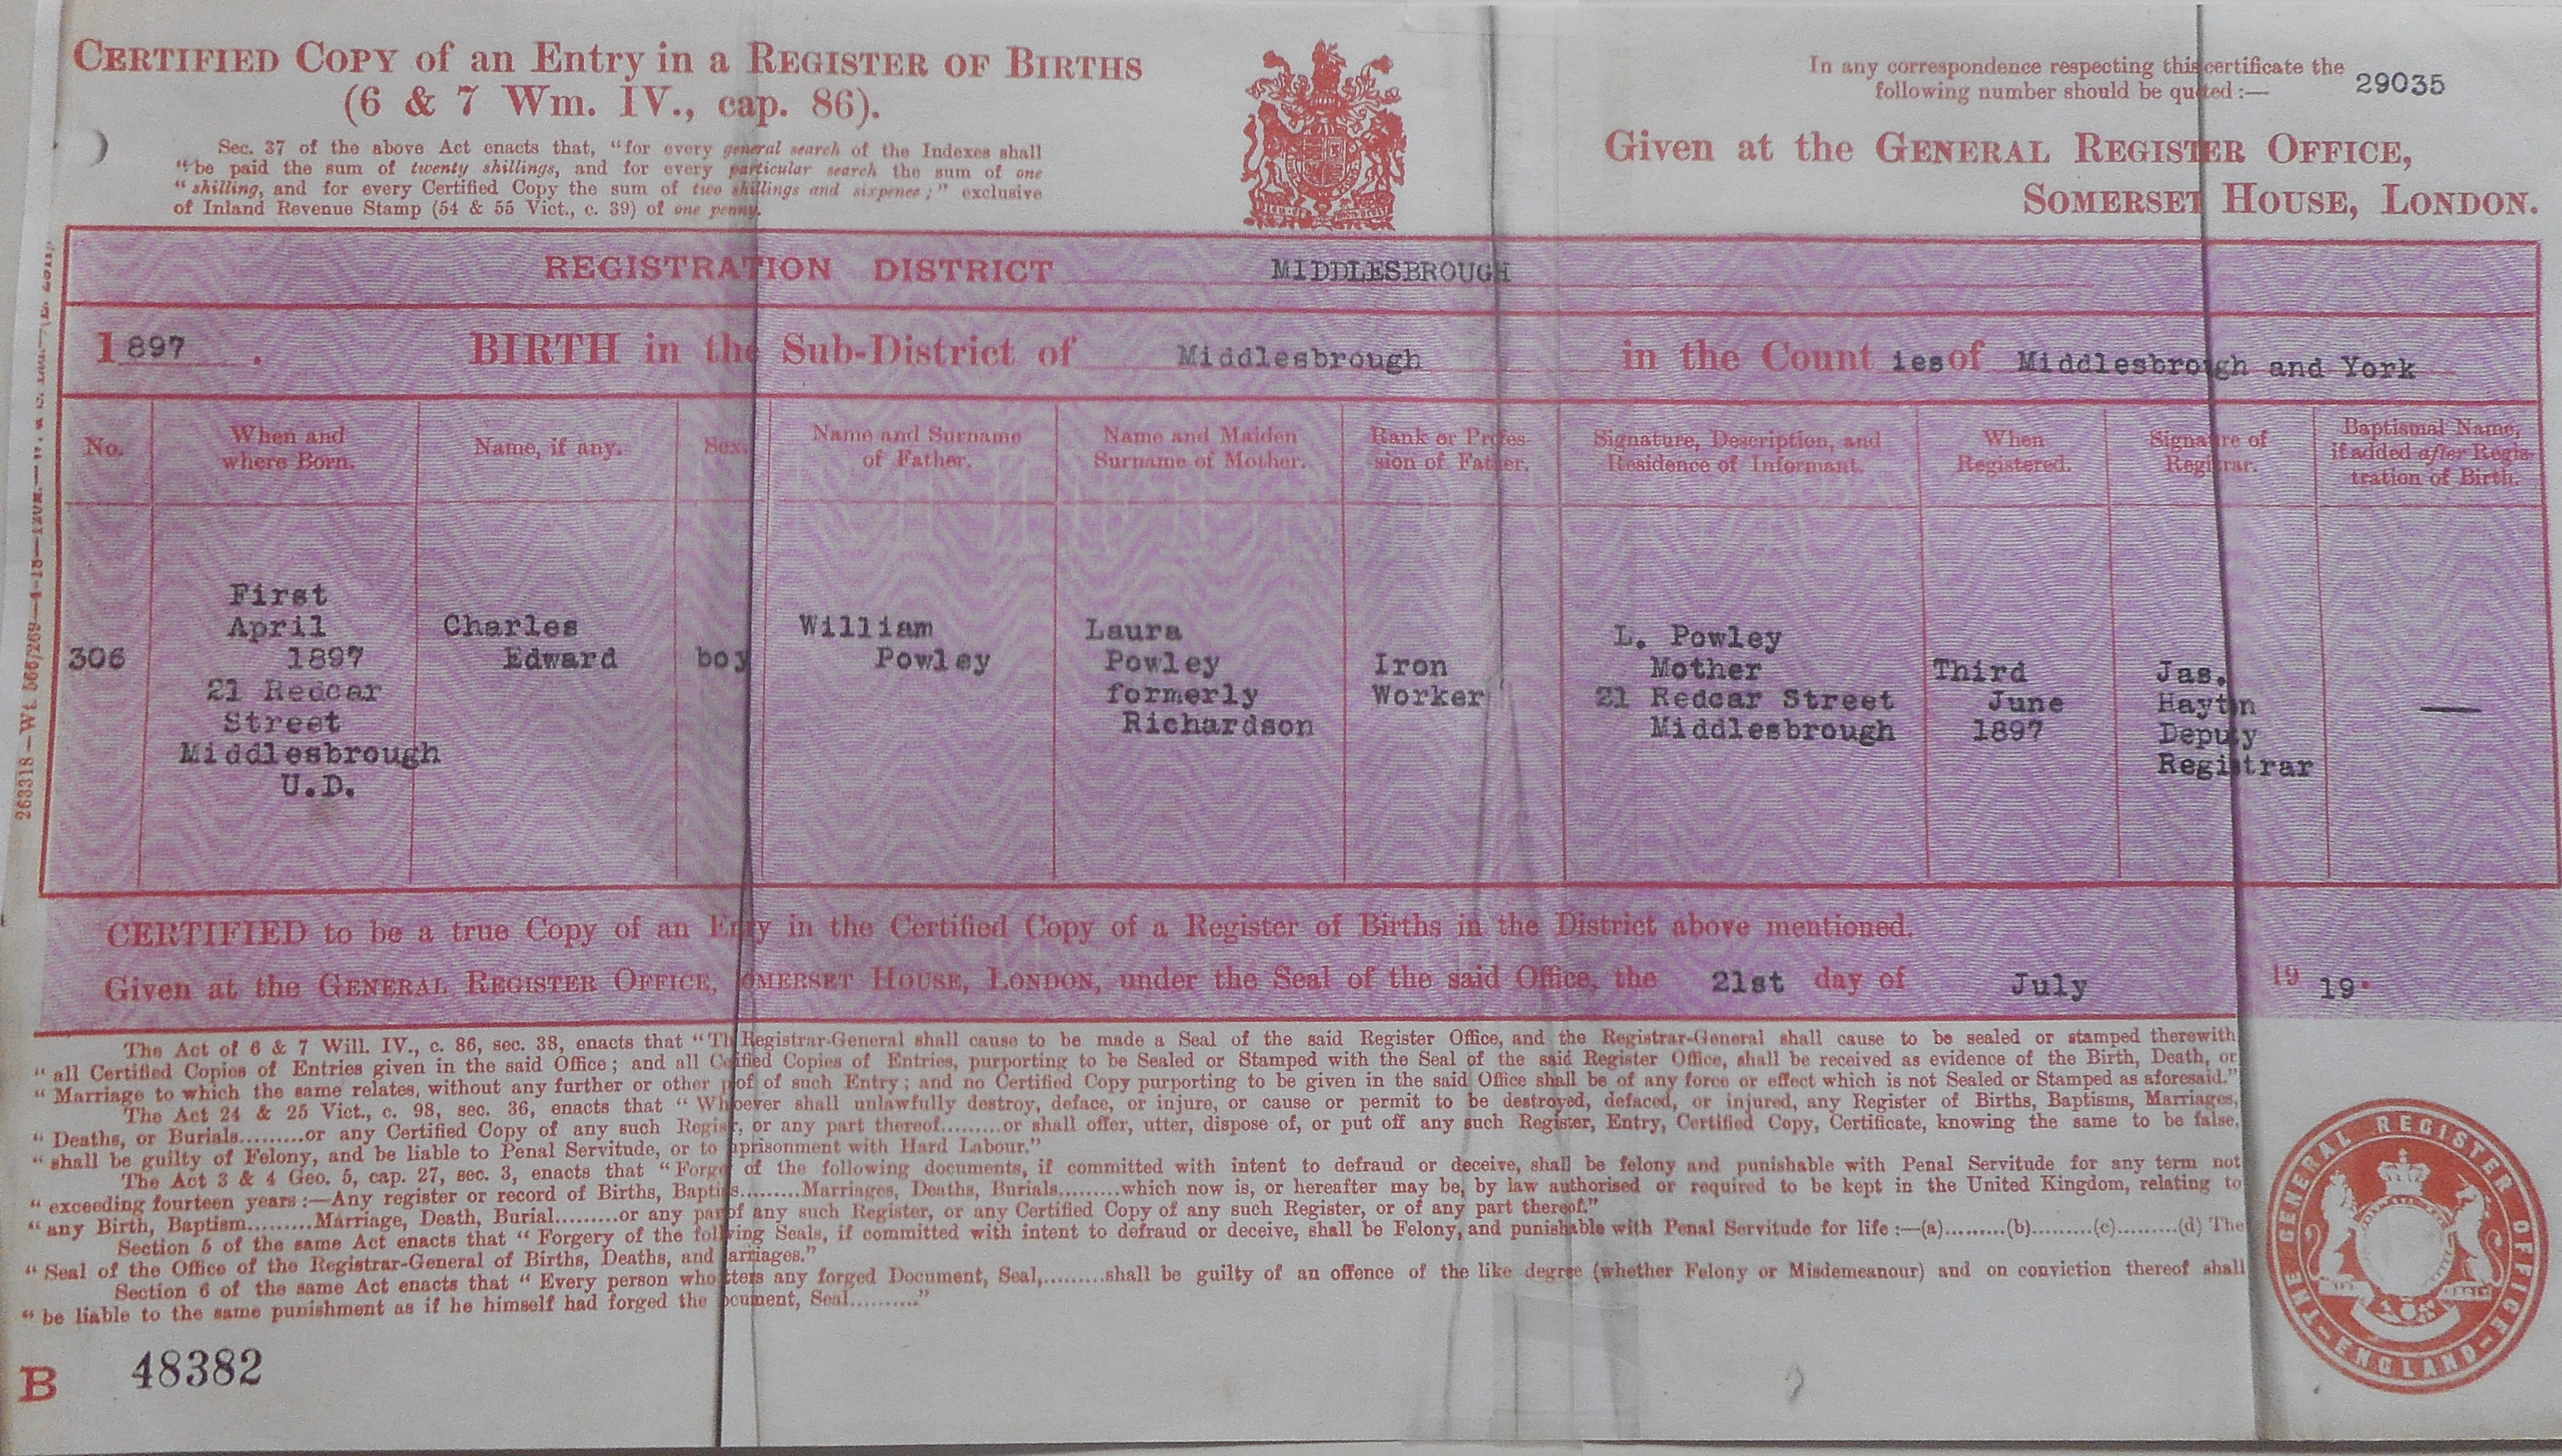 CERTIFIED COPY of an Entry in a REGISTER OF BIRTHS
(6 & 7 Wm. IV., cap. 86).
Sec. 37 of the above Act enacts that, "for every general search of the Indexes shall
"be paid the sum of twenty shillings, and for every particular search the sum of one
"shilling, and for every Certified Copy the sum of two shillings and sixpence;" exclusive
of Inland Revenue Stamp (54 & 55 Vict., c. 39) of one penny.
In any correspondence respecting this certificate the
following number should be quoted :— 29035
Given at the GENERAL REGISTER OFFICE,
SOMERSET HOUSE, LONDON.
REGISTRATION DISTRICT MIDDLESBROUGH
1897. BIRTH in the Sub-District of Middlesbrough in the Counties of Middlesbrough and York
No.
When and
where Born.
Name, if any.
Sex.
Name and Surname
of Father.
Name and Maiden
Surname of Mother.
Rank or Profes-
sion of Father.
Signature, Description, and
Residence of Informant.
When
Registered.
Signature of
Registrar.
Baptismal Name,
if added after Regis-
tration of Birth.
306
First
April
1897
21 Redcar
Street
Middlesbrough
U.D.
Charles
Edward
boy
William
Powley
Laura
Powley
formerly
Richardson
Iron
Worker
L. Powley
Mother
21 Redcar Street
Middlesbrough
Third
June
1897
Jas.
Deputy
Registrar
—
CERTIFIED to be a true Copy of an Entry in the Certified Copy of a Register of Births in the District above mentioned.
Given at the GENERAL REGISTER OFFICE, SOMERSET HOUSE, LONDON, under the Seal of the said Office, the 21st day of July 1919.
The Act of 6 & 7 Will. IV., c. 86, sec. 38, enacts that "The Registrar-General shall cause to be made a Seal of the said Register Office, and the Registrar-General shall cause to be sealed or stamped therewith
"all Certified Copies of Entries given in the said Office; and all Certified Copies of Entries, purporting to be Sealed or Stamped with the Seal of the said Register Office, shall be received as evidence of the Birth, Death, or
"Marriage to which the same relates, without any further or other proof of such Entry; and no Certified Copy purporting to be given in the said Office shall be of any force or effect which is not Sealed or Stamped as aforesaid."
The Act 24 & 25 Vict., c. 98, sec. 36, enacts that "Whoever shall unlawfully destroy, deface, or injure, or cause or permit to be destroyed, defaced, or injured, any Register of Births, Baptisms, Marriages,
"Deaths, or Burials.........or any Certified Copy of any such Register, or any part thereof.........or shall offer, utter, dispose of, or put off any such Register, Entry, Certified Copy, Certificate, knowing the same to be false,
"shall be guilty of Felony, and be liable to Penal Servitude, or to imprisonment with Hard Labour."
The Act 3 & 4 Geo. 5, cap. 27, sec. 3, enacts that "Forgery of the following documents, if committed with intent to defraud or deceive, shall be felony and punishable with Penal Servitude for any term not
"exceeding fourteen years :—Any register or record of Births, Baptisms.........Marriages, Deaths, Burials.........which now is, or hereafter may be, by law authorised or required to be kept in the United Kingdom, relating to
"any Birth, Baptism.........Marriage, Death, Burial.........or any part of any such Register, or any Certified Copy of any such Register, or of any part thereof."
Section 5 of the same Act enacts that "Forgery of the following Seals, if committed with intent to defraud or deceive, shall be Felony, and punishable with Penal Servitude for life :—(a).........(b).........(c).........(d) The
"Seal of the Office of the Registrar-General of Births, Deaths, and Marriages."
Section 6 of the same Act enacts that "Every person who utters any forged Document, Seal,.........shall be guilty of an offence of the like degree (whether Felony or Misdemeanour) and on conviction thereof shall
"be liable to the same punishment as if he himself had forged the Document, Seal.........."
B 48382
THE GENERAL REGISTER OFFICE ENGLAND